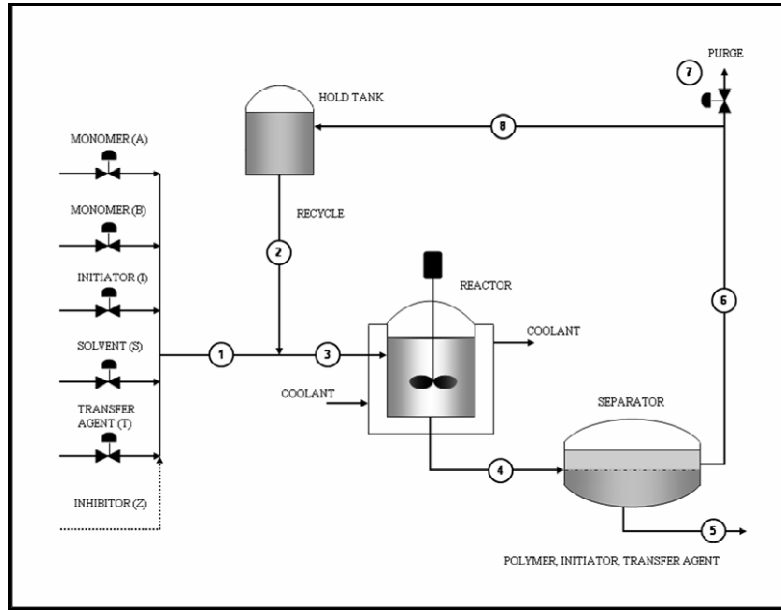 PURGE
7
HOLD TANK
8
MONOMER (A)
MONOMER (B)
RECYCLE
2
INITIATOR (I)
REACTOR
6
SOLVENT (S)
1
3
COOLANT
COOLANT
TRANSFER
AGENT (T)
SEPARATOR
4
INHIBITOR (Z)
5
POLYMER, INITIATOR, TRANSFER AGENT